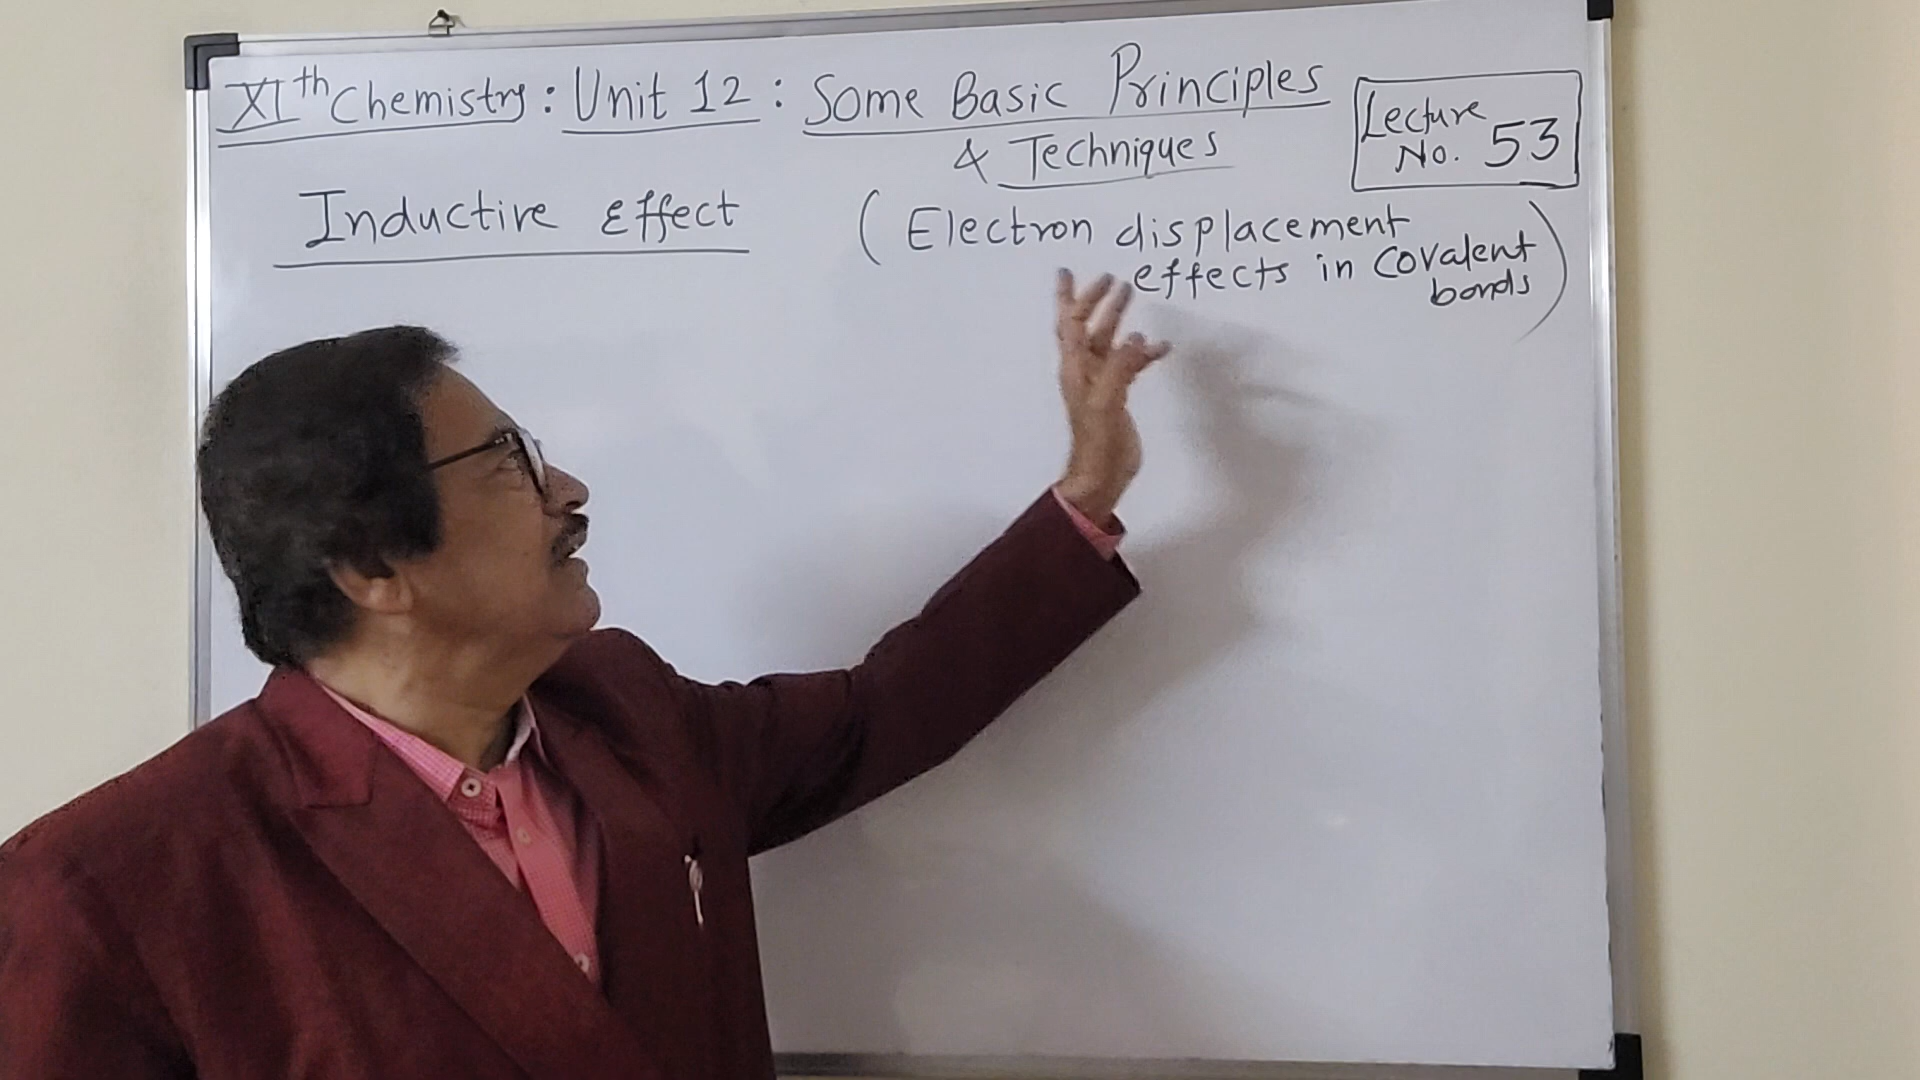 XIth Chemistry : Unit 12 : Some Basic Principles
& Techniques
Lecture
No. 53
Inductive effect
( Electron displacement
effects in covalent
bonds )